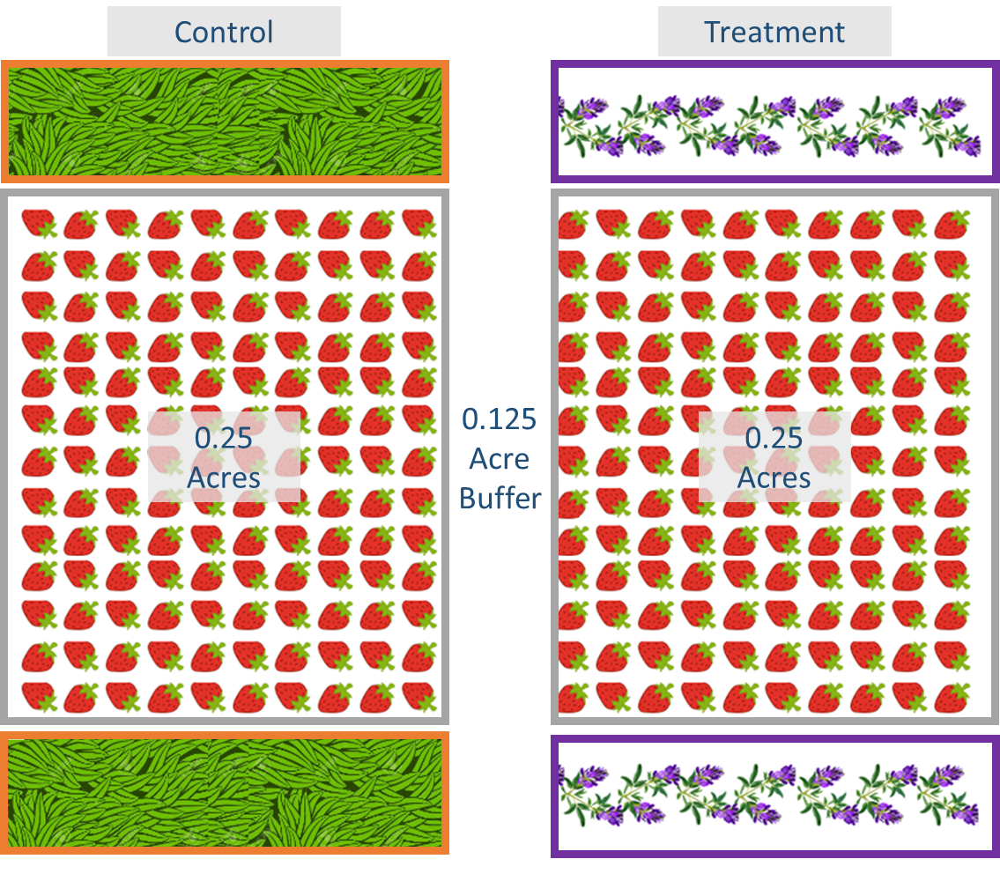 Control
Treatment
0.25
Acres
0.125
Acre
Buffer
0.25
Acres